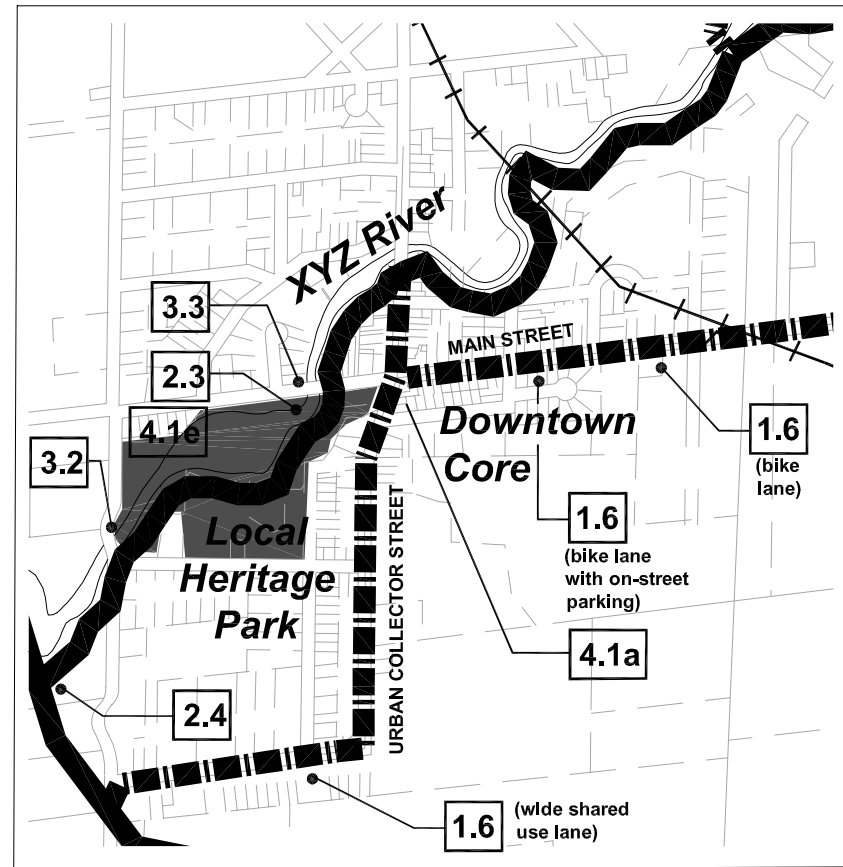 XYZ River
3.3
MAIN STREET
2.3
4.1e
Downtown
Core
3.2
1.6
(bike
lane)
1.6
(bike lane
with on-street
parking)
Local
Heritage
Park
4.1a
URBAN COLLECTOR STREET
2.4
1.6
(wide shared
use lane)